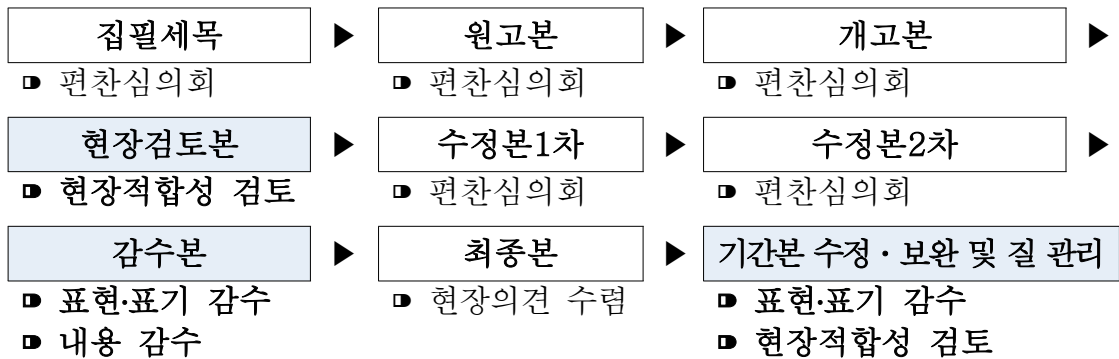 집필세목 ▶ 원고본 ▶ 개고본 ▶
◘ 편찬심의회 ◘ 편찬심의회 ◘ 편찬심의회
현장검토본 ▶ 수정본1차 ▶ 수정본2차 ▶
◘ 현장적합성 검토 ◘ 편찬심의회 ◘ 편찬심의회
감수본 ▶ 최종본 ▶ 기간본 수정・보완 및 질 관리
◘ 표현·표기 감수 ◘ 현장의견 수렴 ◘ 표현·표기 감수
◘ 내용 감수 ◘ 현장적합성 검토